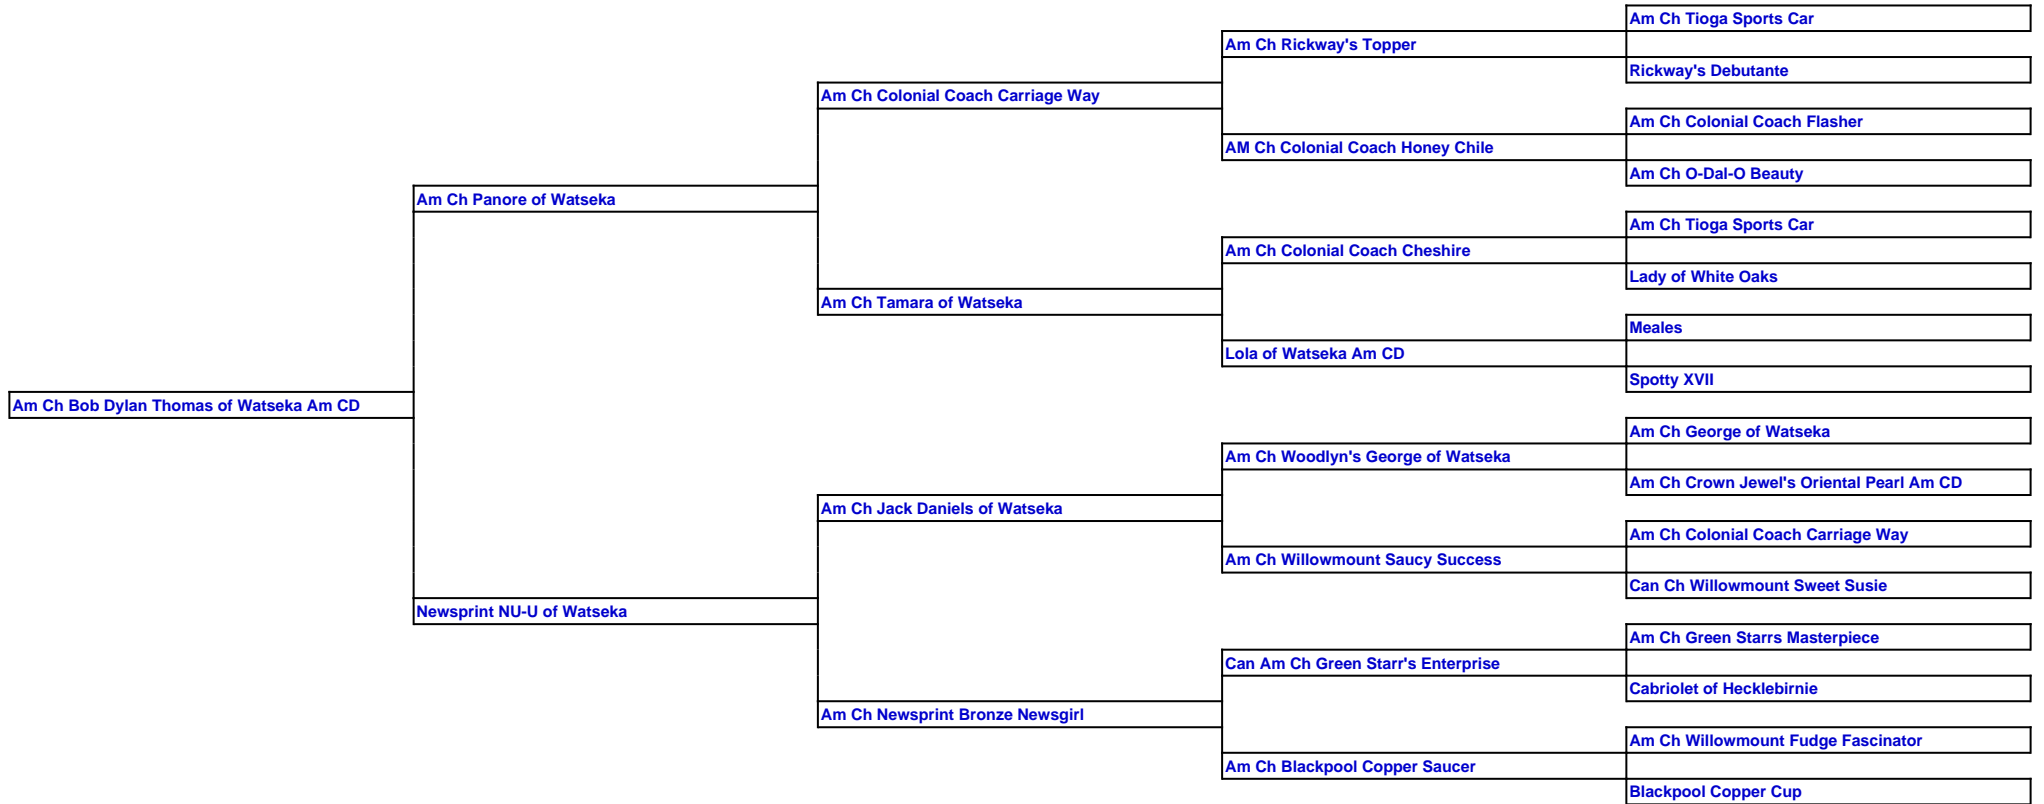 Am Ch Tioga Sports Car
Am Ch Rickway's Topper
Rickway's Debutante
Am Ch Colonial Coach Carriage Way
Am Ch Colonial Coach Flasher
AM Ch Colonial Coach Honey Chile
Am Ch O-Dal-O Beauty
Am Ch Panore of Watseka
Am Ch Tioga Sports Car
Am Ch Colonial Coach Cheshire
Lady of White Oaks
Am Ch Tamara of Watseka
Meales
Lola of Watseka Am CD
Spotty XVII
Am Ch Bob Dylan Thomas of Watseka Am CD
Am Ch George of Watseka
Am Ch Woodlyn's George of Watseka
Am Ch Crown Jewel's Oriental Pearl Am CD
Am Ch Jack Daniels of Watseka
Am Ch Colonial Coach Carriage Way
Am Ch Willowmount Saucy Success
Can Ch Willowmount Sweet Susie
Newsprint NU-U of Watseka
Am Ch Green Starrs Masterpiece
Can Am Ch Green Starr's Enterprise
Cabriolet of Hecklebirnie
Am Ch Newsprint Bronze Newsgirl
Am Ch Willowmount Fudge Fascinator
Am Ch Blackpool Copper Saucer
Blackpool Copper Cup